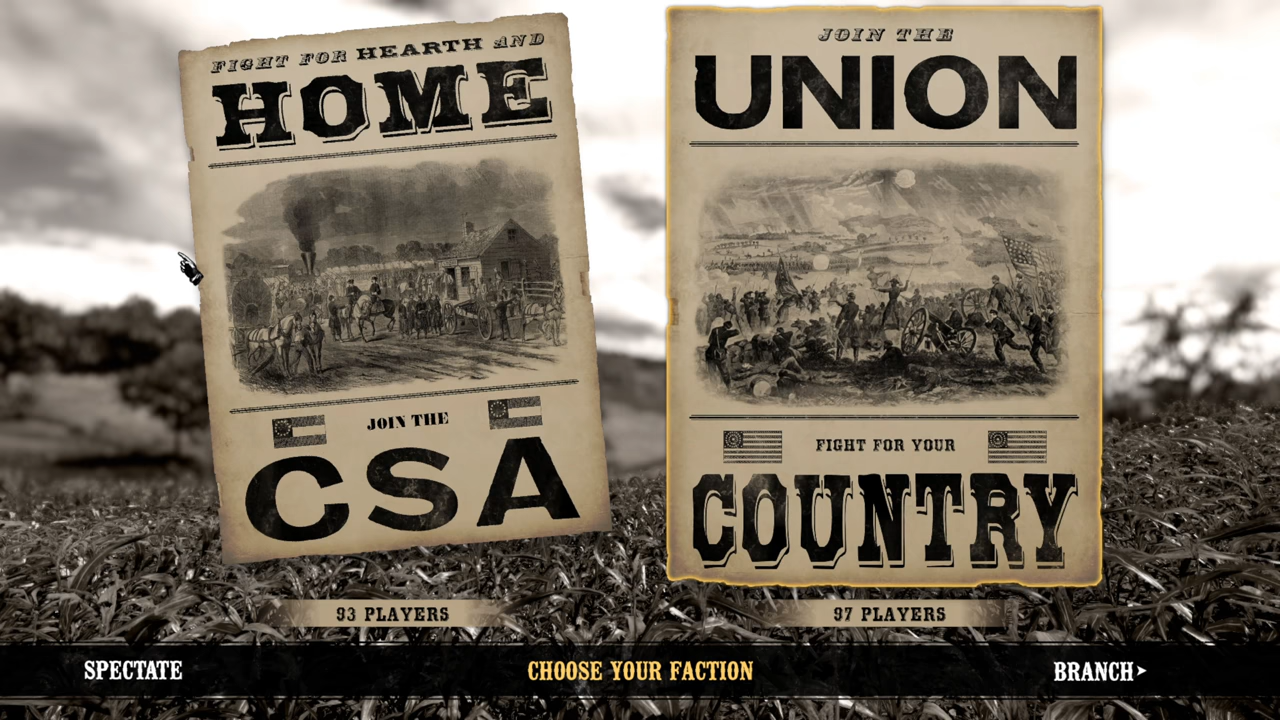 FIGHT FOR HEARTH AND
HOME
JOIN THE
CSA
93 PLAYERS
JOIN THE
UNION
FIGHT FOR YOUR
COUNTRY
97 PLAYERS
SPECTATE
CHOOSE YOUR FACTION
BRANCH